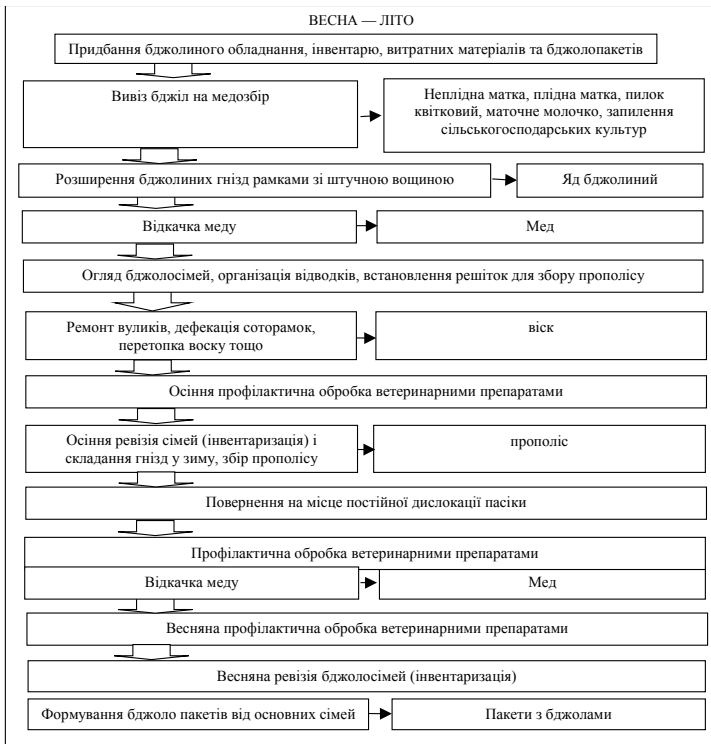 ВЕСНА — ЛІТО
Придбання бджолиного обладнання, інвентарю, витратних матеріалів та бджолопакетів
Вивіз бджіл на медозбір
Неплідна матка, плідна матка, пилок
квітковий, маточне молочко, запилення
сільськогосподарських культур
Розширення бджолиних гнізд рамками зі штучною вощиною
Яд бджолиний
Відкачка меду
Мед
Огляд бджолосімей, організація відводків, встановлення решіток для збору прополісу
Ремонт вуликів, дефекація соторамок,
перетопка воску тощо
віск
Осіння профілактична обробка ветеринарними препаратами
Осіння ревізія сімей (інвентаризація) і
складання гнізд у зиму, збір прополісу
прополіс
Повернення на місце постійної дислокації пасіки
Профілактична обробка ветеринарними препаратами
Відкачка меду
Мед
Весняна профілактична обробка ветеринарними препаратами
Весняна ревізія бджолосімей (інвентаризація)
Формування бджоло пакетів від основних сімей
Пакети з бджолами